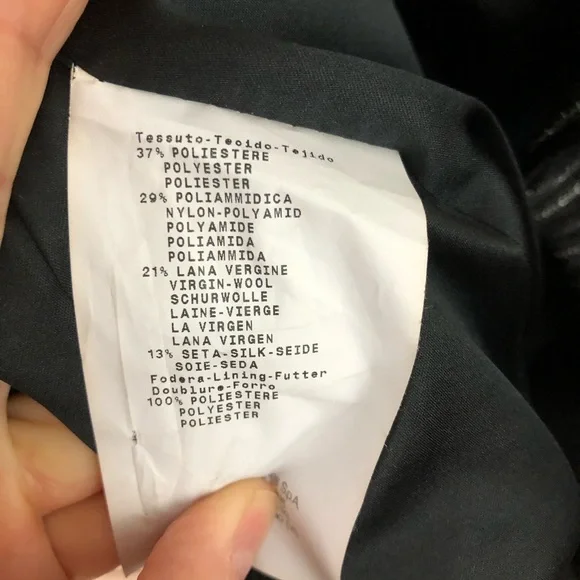 Tessuto-Tecido-Tejido
37% POLIESTERE
POLYESTER
POLIESTER
29% POLIAMMIDICA
NYLON-POLYAMID
POLYAMIDE
POLIAMIDA
POLIAMMIDA
21% LANA VERGINE
VIRGIN-WOOL
SCHURWOLLE
LAINE-VIERGE
LA VIRGEN
LANA VIRGEN
13% SETA-SILK-SEIDE
SOIE-SEDA
Fodera-Lining-Futter
Doublure-Forro
100% POLIESTERE
POLYESTER
POLIESTER
SpA